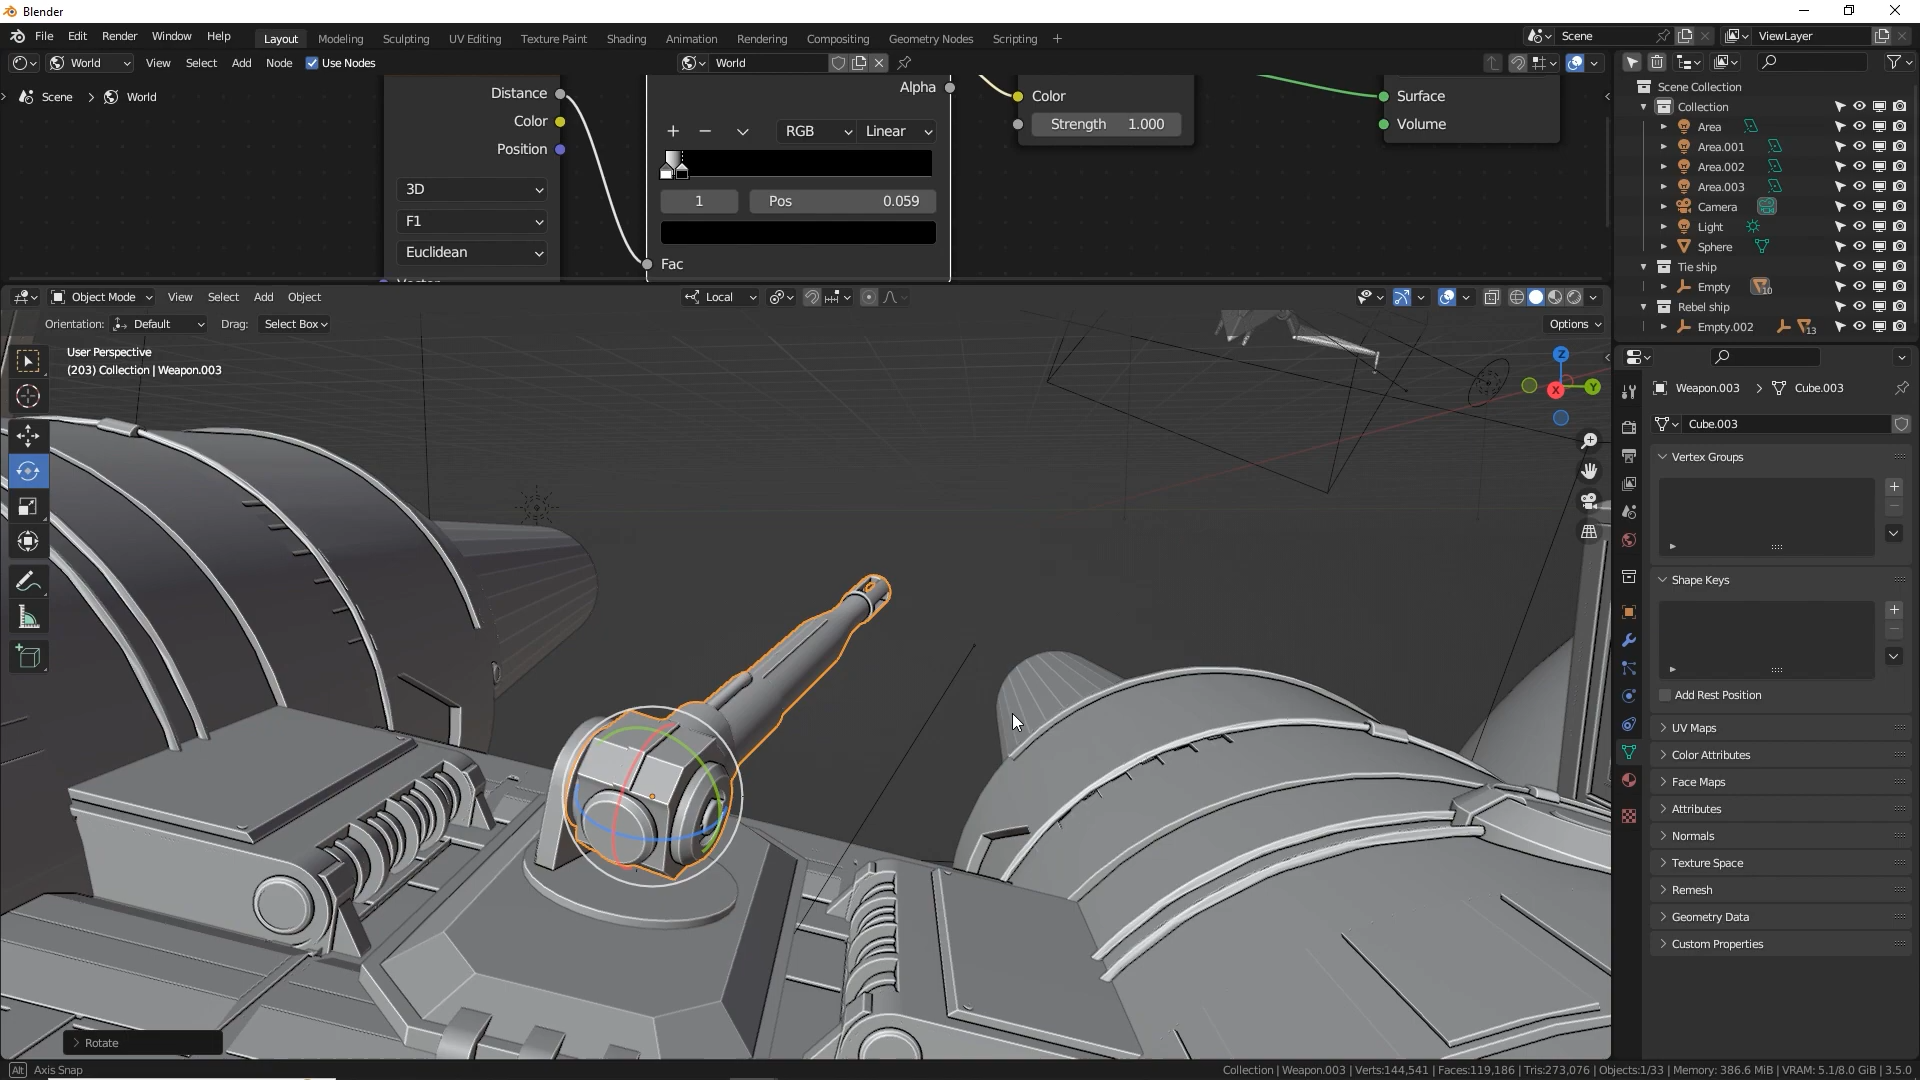 Blender
File Edit Render Window Help Layout Modeling Sculpting UV Editing Texture Paint Shading Animation Rendering Compositing Geometry Nodes Scripting + Scene ViewLayer
World View Select Add Node Use Nodes World
Scene > World
Distance
Color
Position
3D
F1
Euclidean
Alpha
RGB Linear
1 Pos 0.059
Fac
Color
Strength 1.000
Surface
Volume
Scene Collection
Collection
Area
Area.001
Area.002
Area.003
Camera
Light
Sphere
Tie ship
Empty 10
Rebel ship
Empty.002 13
Object Mode View Select Add Object Local
Orientation: Default Drag: Select Box Options
User Perspective
(203) Collection | Weapon.003
Z
X Y
Weapon.003 > Cube.003
Cube.003
Vertex Groups
Shape Keys
Add Rest Position
UV Maps
Color Attributes
Face Maps
Attributes
Normals
Texture Space
Remesh
Geometry Data
Custom Properties
Rotate
Alt Axis Snap
Collection | Weapon.003 | Verts:144,541 | Faces:119,186 | Tris:273,076 | Objects:1/33 | Memory: 386.6 MiB | VRAM: 5.1/8.0 GiB | 3.5.0